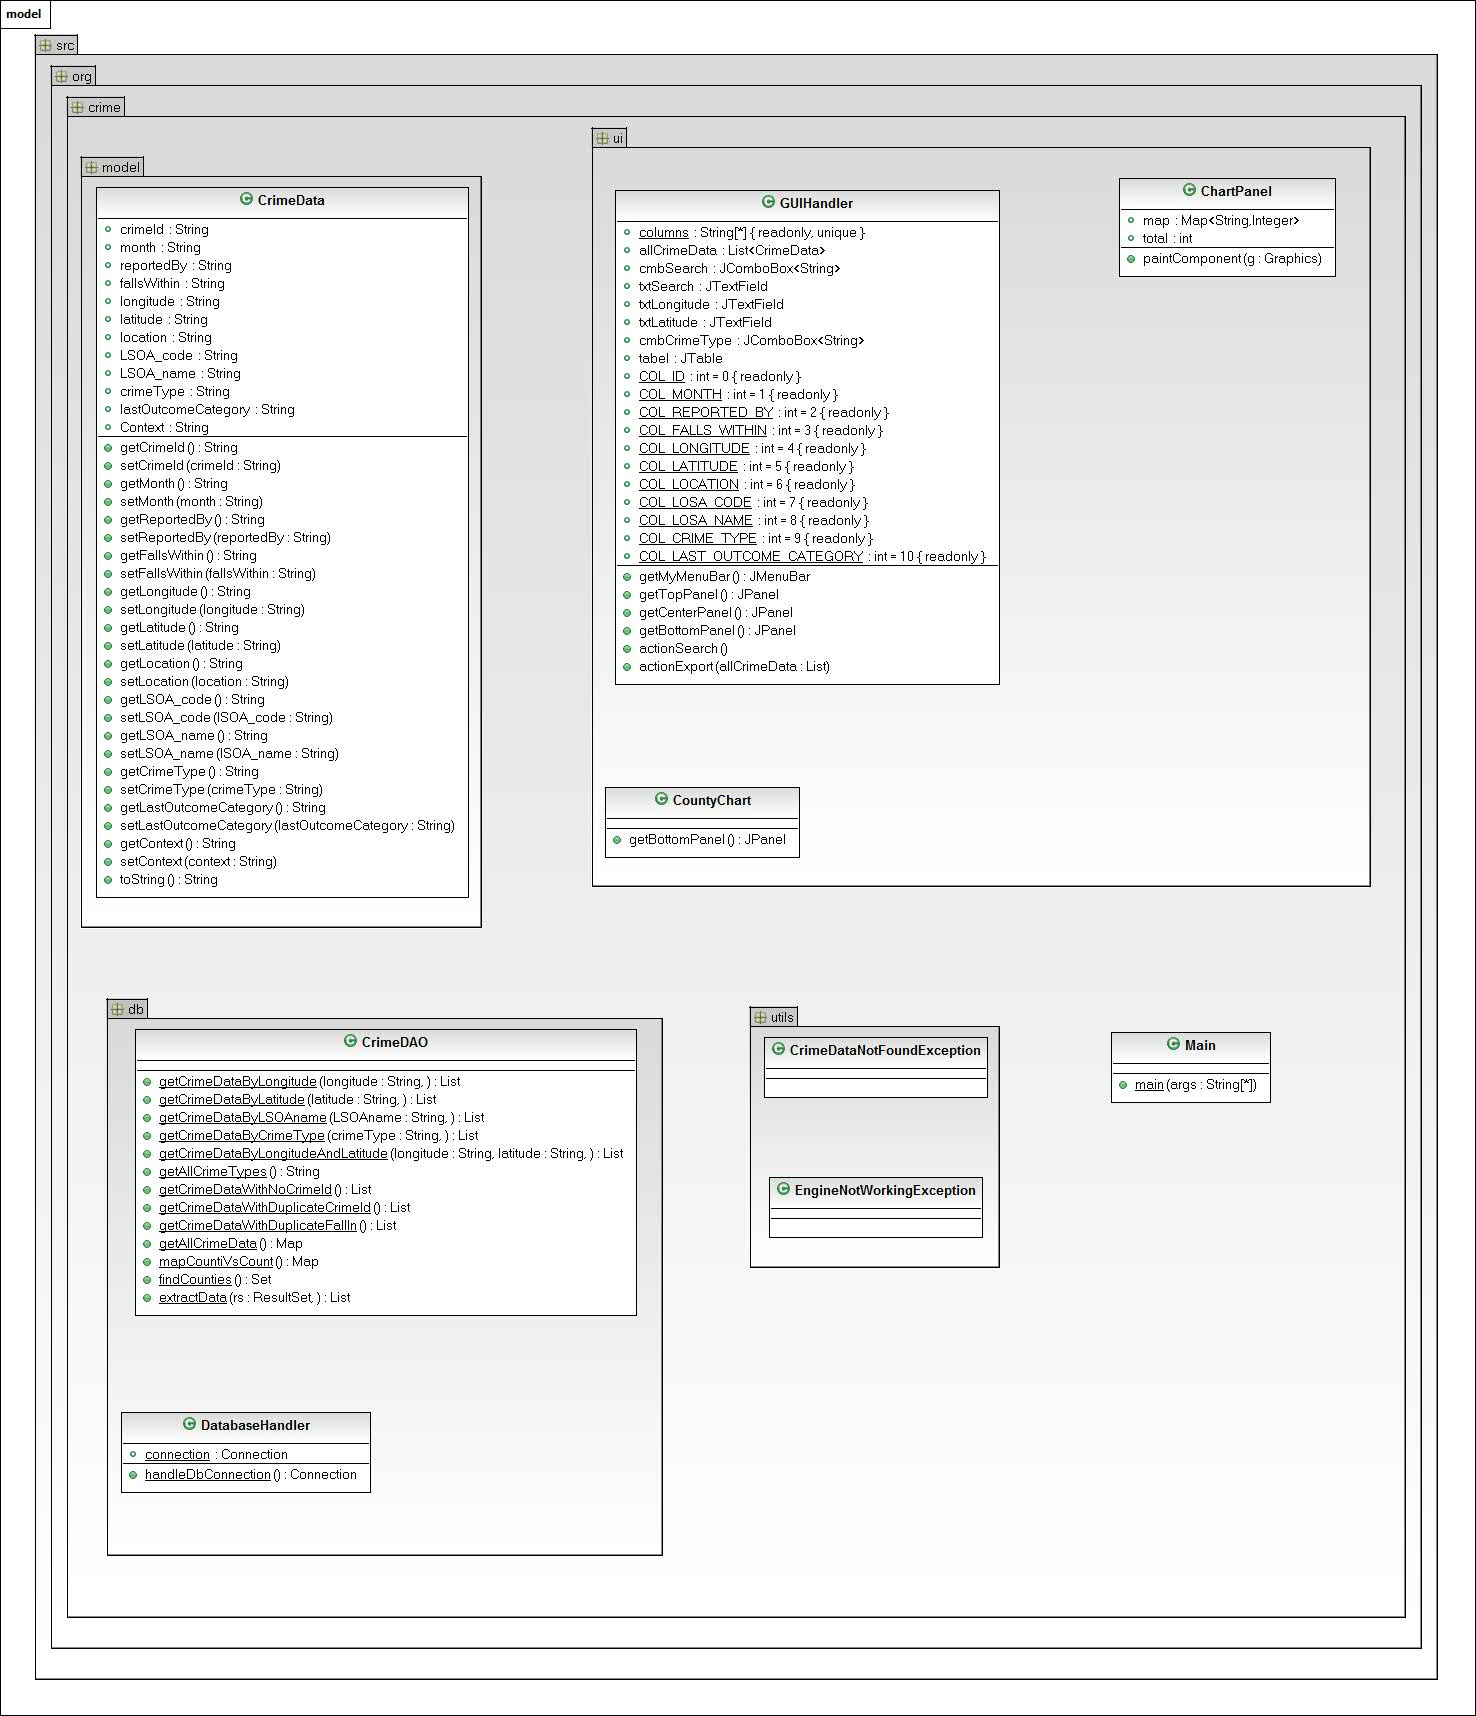 model
src
org
crime
model
CrimeData
crimeId : String
month : String
reportedBy : String
fallsWithin : String
longitude : String
latitude : String
location : String
LSOA_code : String
LSOA_name : String
crimeType : String
lastOutcomeCategory : String
Context : String
getCrimeId () : String
setCrimeId (crimeId : String)
getMonth () : String
setMonth (month : String)
getReportedBy () : String
setReportedBy (reportedBy : String)
getFallsWithin () : String
setFallsWithin (fallsWithin : String)
getLongitude () : String
setLongitude (longitude : String)
getLatitude () : String
setLatitude (latitude : String)
getLocation () : String
setLocation (location : String)
getLSOA_code () : String
setLSOA_code (lSOA_code : String)
getLSOA_name () : String
setLSOA_name (lSOA_name : String)
getCrimeType () : String
setCrimeType (crimeType : String)
getLastOutcomeCategory () : String
setLastOutcomeCategory (lastOutcomeCategory : String)
getContext () : String
setContext (context : String)
toString () : String
ui
GUIHandler
columns : String[*] { readonly, unique }
allCrimeData : List<CrimeData>
cmbSearch : JComboBox<String>
txtSearch : JTextField
txtLongitude : JTextField
txtLatitude : JTextField
cmbCrimeType : JComboBox<String>
tabel : JTable
COL_ID : int = 0 { readonly }
COL_MONTH : int = 1 { readonly }
COL_REPORTED_BY : int = 2 { readonly }
COL_FALLS_WITHIN : int = 3 { readonly }
COL_LONGITUDE : int = 4 { readonly }
COL_LATITUDE : int = 5 { readonly }
COL_LOCATION : int = 6 { readonly }
COL_LOSA_CODE : int = 7 { readonly }
COL_LOSA_NAME : int = 8 { readonly }
COL_CRIME_TYPE : int = 9 { readonly }
COL_LAST_OUTCOME_CATEGORY : int = 10 { readonly }
getMyMenuBar () : JMenuBar
getTopPanel () : JPanel
getCenterPanel () : JPanel
getBottomPanel () : JPanel
actionSearch ()
actionExport (allCrimeData : List)
ChartPanel
map : Map<String,Integer>
total : int
paintComponent (g : Graphics)
CountyChart
getBottomPanel () : JPanel
db
CrimeDAO
getCrimeDataByLongitude (longitude : String, ) : List
getCrimeDataByLatitude (latitude : String, ) : List
getCrimeDataByLSOAname (LSOAname : String, ) : List
getCrimeDataByCrimeType (crimeType : String, ) : List
getCrimeDataByLongitudeAndLatitude (longitude : String, latitude : String, ) : List
getAllCrimeTypes () : String
getCrimeDataWithNoCrimeId () : List
getCrimeDataWithDuplicateCrimeId () : List
getCrimeDataWithDuplicateFallIn () : List
getAllCrimeData () : Map
mapCountiVsCount () : Map
findCounties () : Set
extractData (rs : ResultSet, ) : List
DatabaseHandler
connection : Connection
handleDbConnection () : Connection
utils
CrimeDataNotFoundException
EngineNotWorkingException
Main
main (args : String[*])